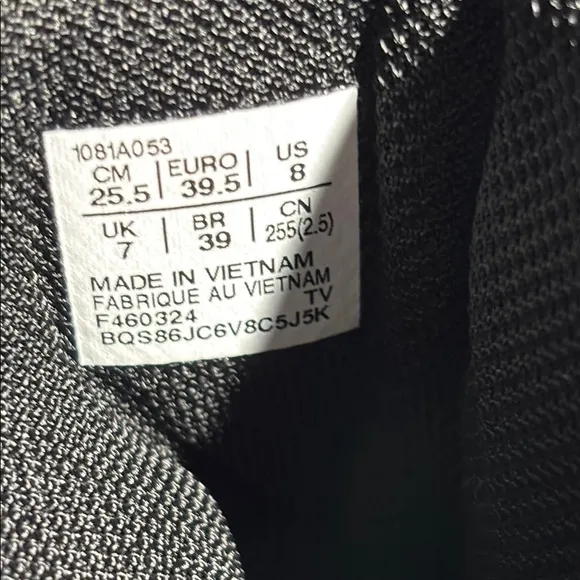 1081A053
CM | EURO | US
25.5 | 39.5 | 8
UK | BR | CN
7 | 39 | 255(2.5)
MADE IN VIETNAM
FABRIQUE AU VIETNAM
F460324 TV
BQS86JC6V8C5J5K